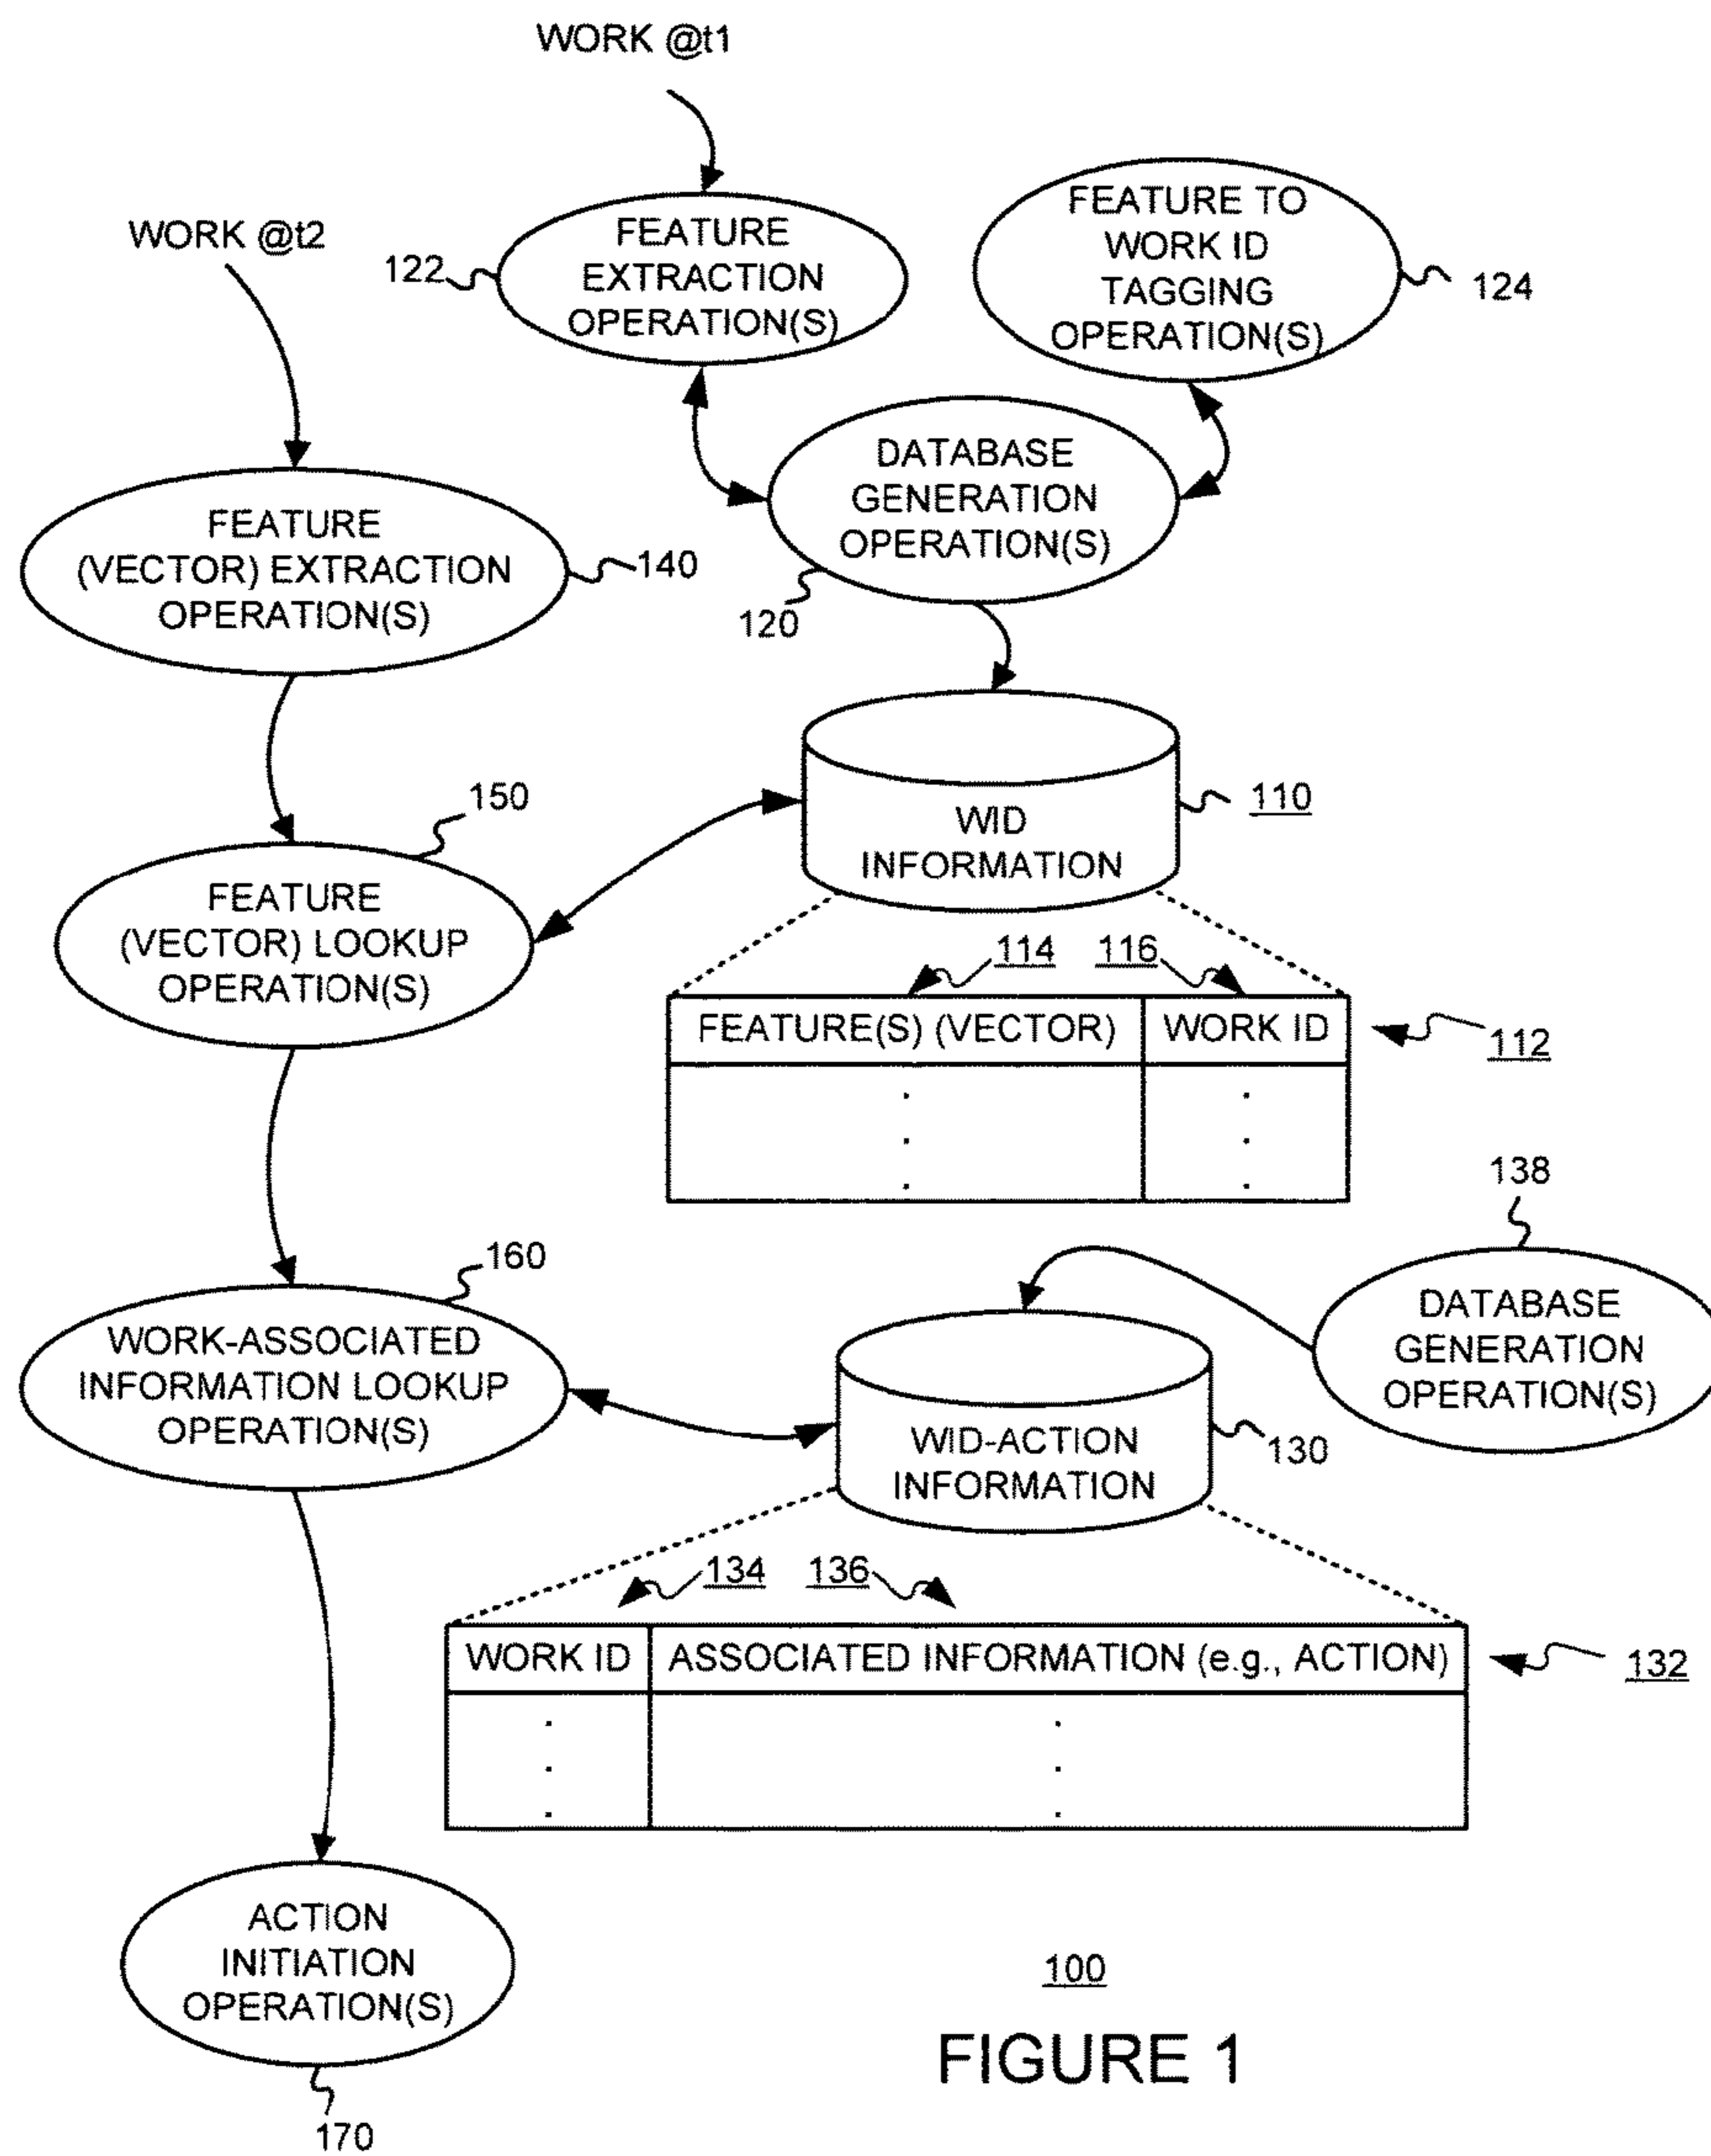 WORK @t1
WORK @t2
122
FEATURE
EXTRACTION
OPERATION(S)
FEATURE TO
WORK ID
TAGGING
OPERATION(S)
124
FEATURE
(VECTOR) EXTRACTION
OPERATION(S)
140
DATABASE
GENERATION
OPERATION(S)
120
150
FEATURE
(VECTOR) LOOKUP
OPERATION(S)
WID
INFORMATION
110
114
116
FEATURE(S) (VECTOR)
WORK ID
112
138
DATABASE
GENERATION
OPERATION(S)
160
WORK-ASSOCIATED
INFORMATION LOOKUP
OPERATION(S)
WID-ACTION
INFORMATION
130
134
136
WORK ID
ASSOCIATED INFORMATION (e.g., ACTION)
132
ACTION
INITIATION
OPERATION(S)
170
100
FIGURE 1